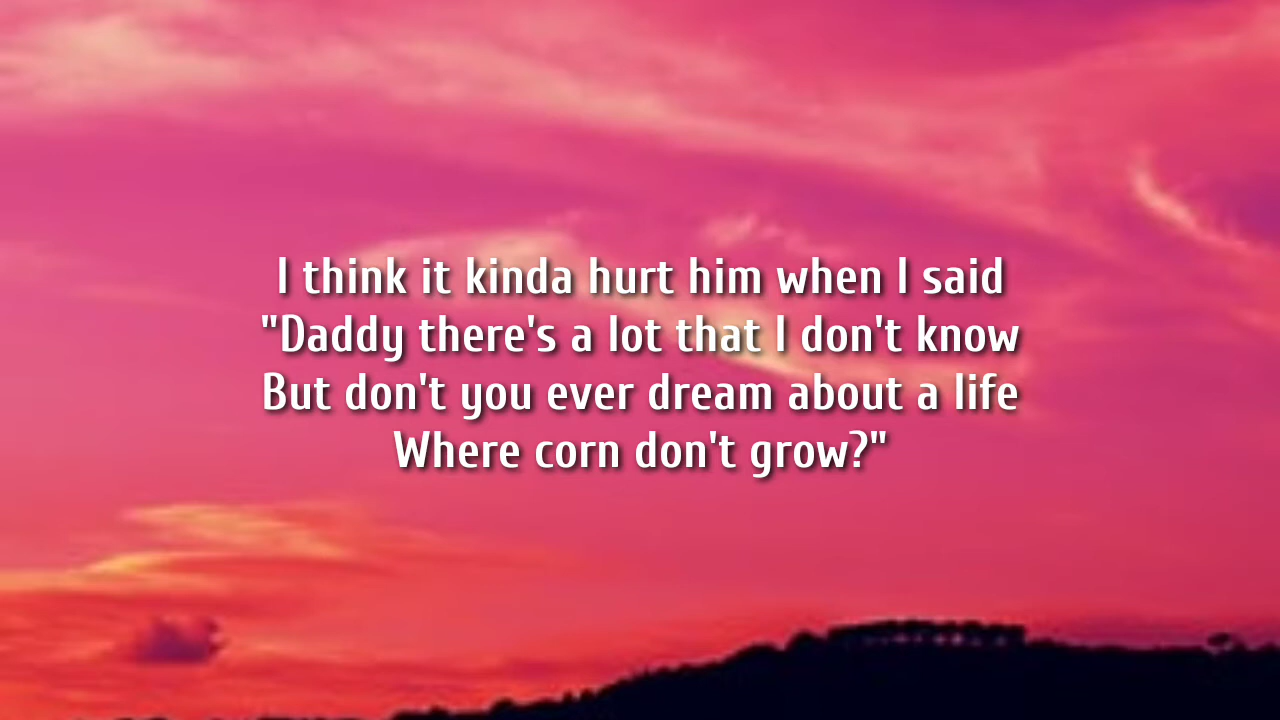 I think it kinda hurt him when I said
"Daddy there's a lot that I don't know
But don't you ever dream about a life
Where corn don't grow?"